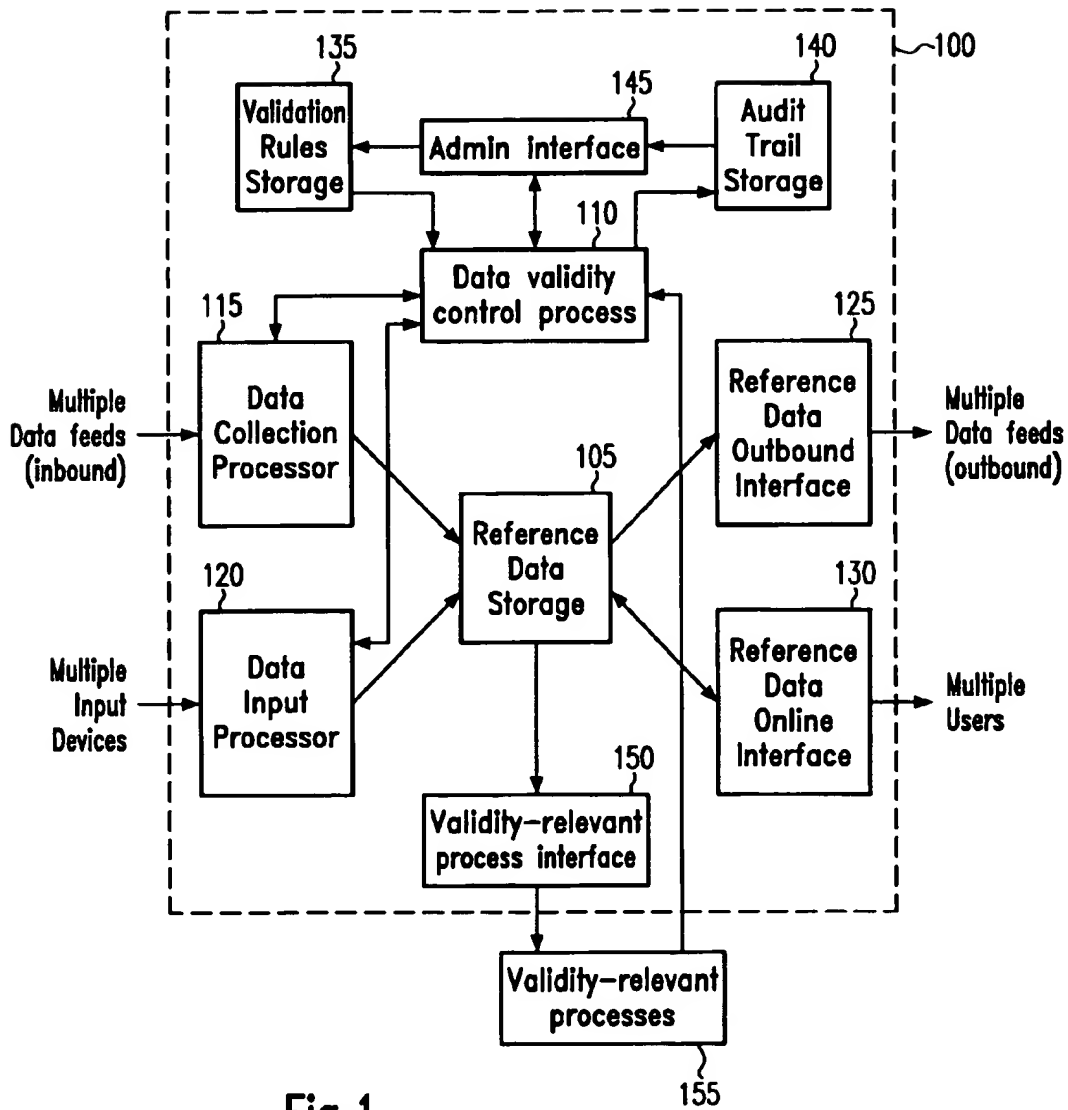 100
135
145
140
Validation
Rules
Storage
Admin interface
Audit
Trail
Storage
110
Data validity
control process
115
125
Multiple
Data feeds
(inbound)
Data
Collection
Processor
Reference
Data
Outbound
Interface
Multiple
Data feeds
(outbound)
105
Reference
Data
Storage
120
130
Multiple
Input
Devices
Data
Input
Processor
Reference
Data
Online
Interface
Multiple
Users
150
Validity-relevant
process interface
Validity-relevant
processes
155
Fig.1